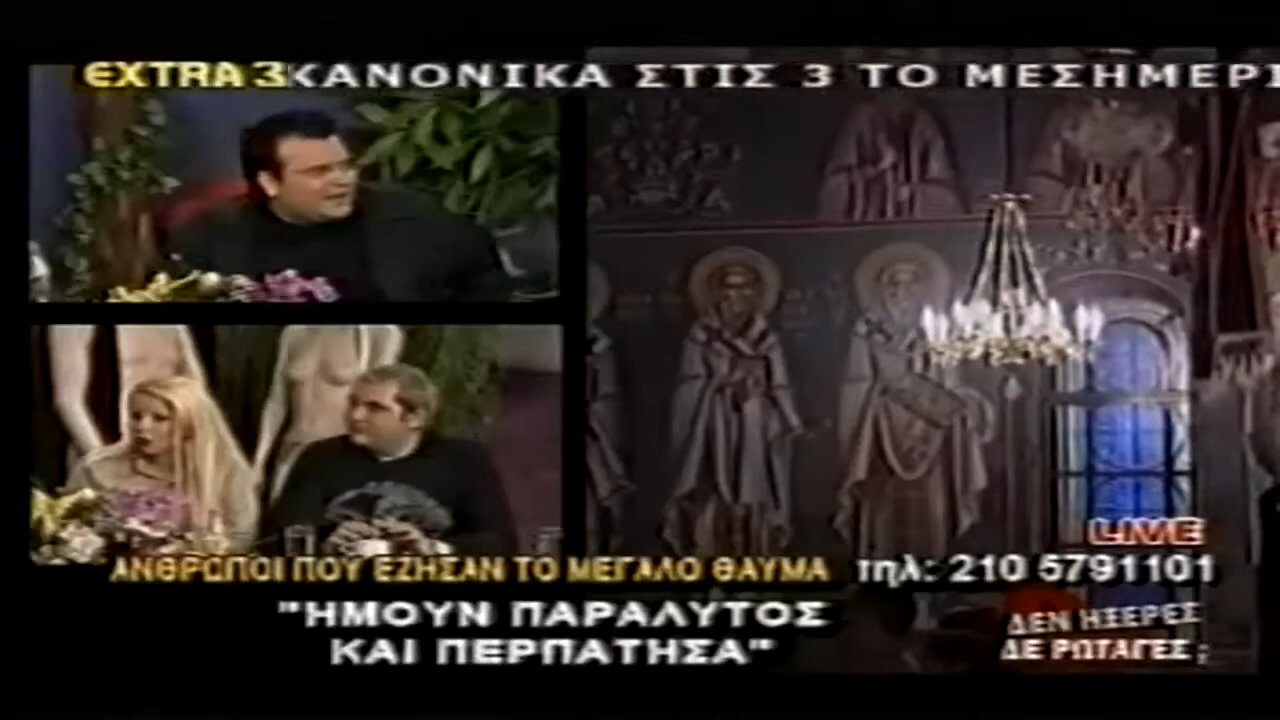 EXTRA 3 ΚΑΝΟΝΙΚΑ ΣΤΙΣ 3 ΤΟ ΜΕΣΗΜΕΡΙ
LIVE
ΑΝΘΡΩΠΟΙ ΠΟΥ ΕΖΗΣΑΝ ΤΟ ΜΕΓΑΛΟ ΘΑΥΜΑ τηλ: 210 5791101
"ΗΜΟΥΝ ΠΑΡΑΛΥΤΟΣ
ΚΑΙ ΠΕΡΠΑΤΗΣΑ"
ΔΕΝ ΗΞΕΡΕΣ
ΔΕ ΡΩΤΑΓΕΣ;